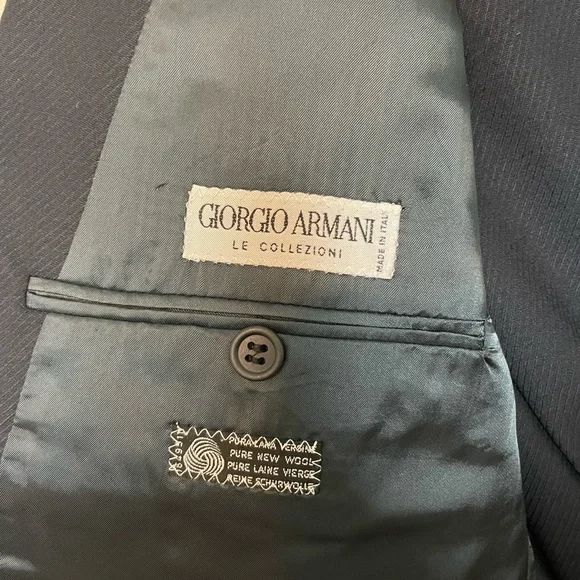 GIORGIO ARMANI
LE COLLEZIONI
MADE IN ITALY
PURA LANA VERGINE
PURE NEW WOOL
PURE LAINE VIERGE
REINE SCHURWOLLE